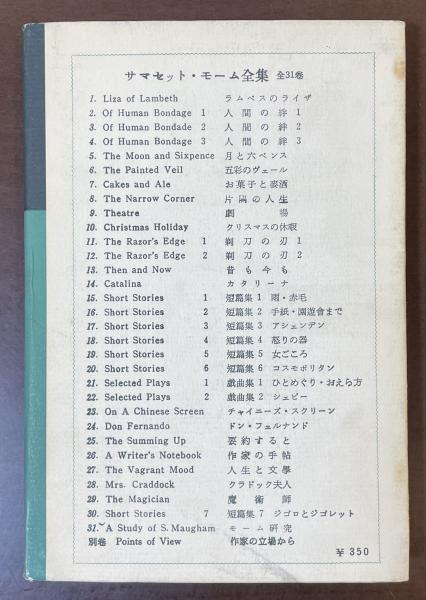 サマセット・モーム全集 全31巻
1. Liza of Lambeth ラムベスのライザ
2. Of Human Bondage 1 人間の絆 1
3. Of Human Bondade 2 人間の絆 2
4. Of Human Bondage 3 人間の絆 3
5. The Moon and Sixpence 月と六ペンス
6. The Painted Veil 五彩のヴェール
7. Cakes and Ale お菓子と麥酒
8. The Narrow Corner 片隅の人生
9. Theatre 劇場
10. Christmas Holiday クリスマスの休暇
11. The Razor's Edge 1 剃刀の刃 1
12. The Razor's Edge 2 剃刀の刃 2
13. Then and Now 昔も今も
14. Catalina カタリーナ
15. Short Stories 1 短篇集 1 雨・赤毛
16. Short Stories 2 短篇集 2 手紙・園遊會まで
17. Short Stories 3 短篇集 3 アシェンデン
18. Short Stories 4 短篇集 4 怒りの器
19. Short Stories 5 短篇集 5 女ごころ
20. Short Stories 6 短篇集 6 コスモポリタン
21. Selected Plays 1 戯曲集 1 ひとめぐり・おえら方
22. Selected Plays 2 戯曲集 2 シェピー
23. On A Chinese Screen チャイニーズ・スクリーン
24. Don Fernando ドン・フェルナンド
25. The Summing Up 要約すると
26. A Writer's Notebook 作家の手帖
27. The Vagrant Mood 人生と文學
28. Mrs. Craddock クラドック夫人
29. The Magician 魔術師
30. Short Stories 7 短篇集 7 ジゴロとジゴレット
31. A Study of S. Maugham モーム研究
別巻 Points of View 作家の立場から
¥ 350